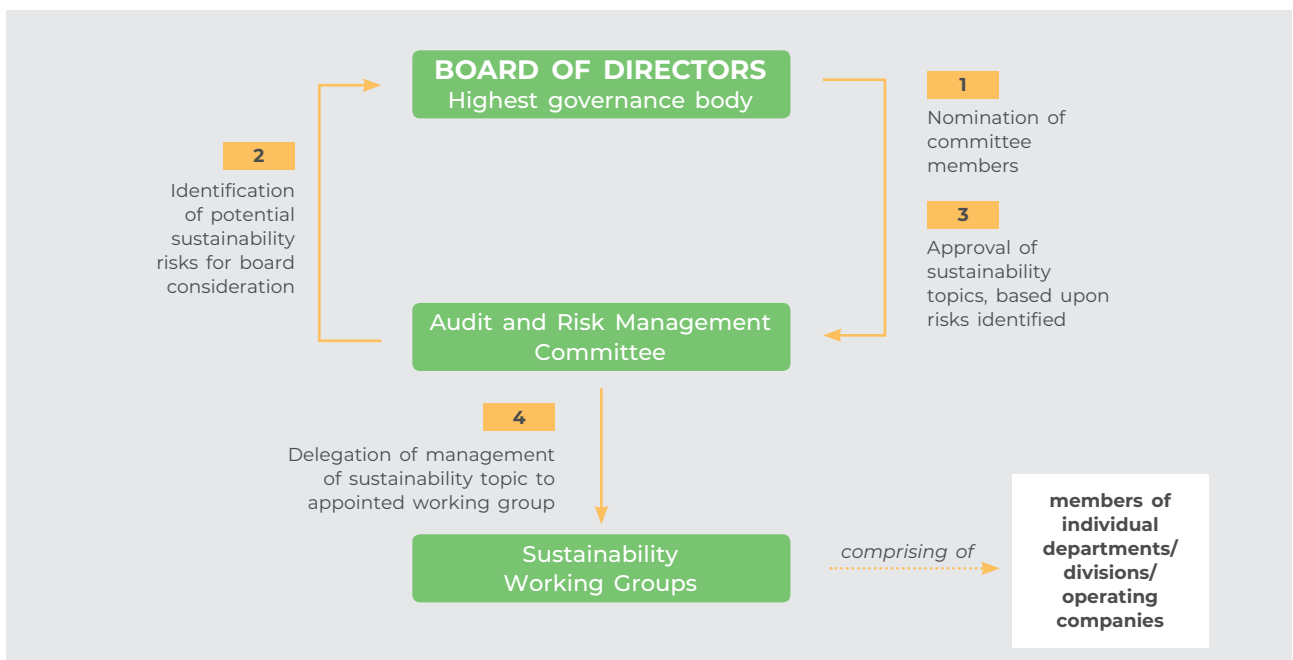 BOARD OF DIRECTORS
Highest governance body
1
Nomination of
committee
members
2
Identification
of potential
sustainability
risks for board
consideration
3
Approval of
sustainability
topics, based upon
risks identified
Audit and Risk Management
Committee
4
Delegation of management
of sustainability topic to
appointed working group
Sustainability
Working Groups
comprising of
members of
individual
departments/
divisions/
operating
companies